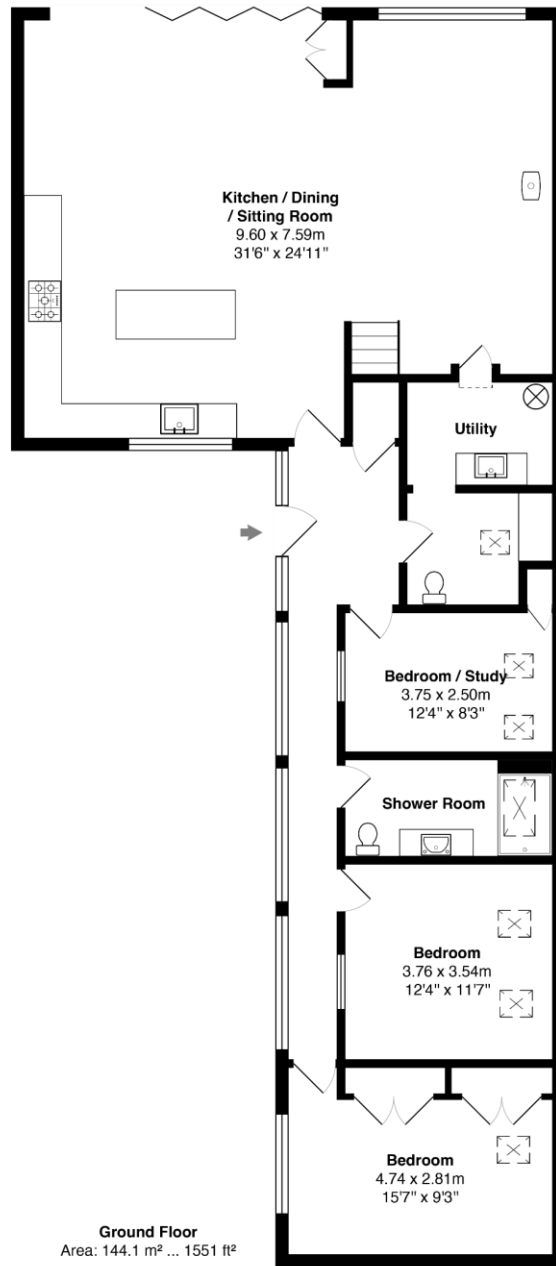 Kitchen / Dining
/ Sitting Room
9.60 x 7.59m
31'6" x 24'11"
Utility
Bedroom / Study
3.75 x 2.50m
12'4" x 8'3"
Shower Room
Bedroom
3.76 x 3.54m
12'4" x 11'7"
Bedroom
4.74 x 2.81m
15'7" x 9'3"
Ground Floor
Area: 144.1 m² ... 1551 ft²